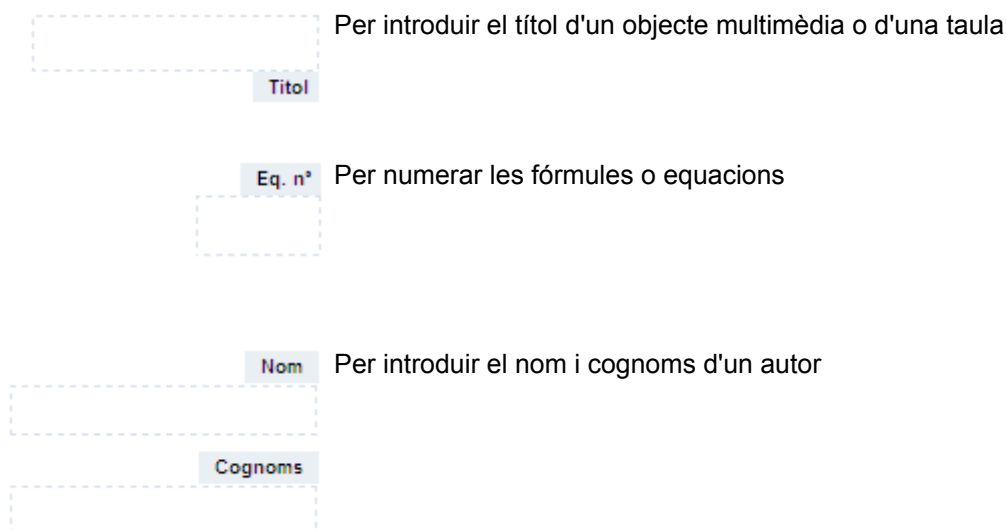 Per introduir el títol d'un objecte multimèdia o d'una taula
Titol
Eq. nº
Per numerar les fórmules o equacions
Nom
Per introduir el nom i cognoms d'un autor
Cognoms